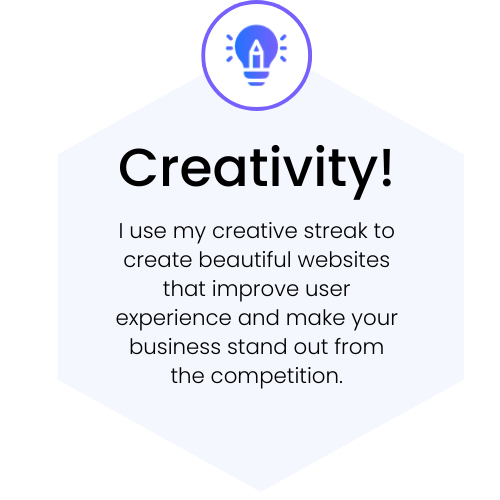 Creativity!
I use my creative streak to
create beautiful websites
that improve user
experience and make your
business stand out from
the competition.